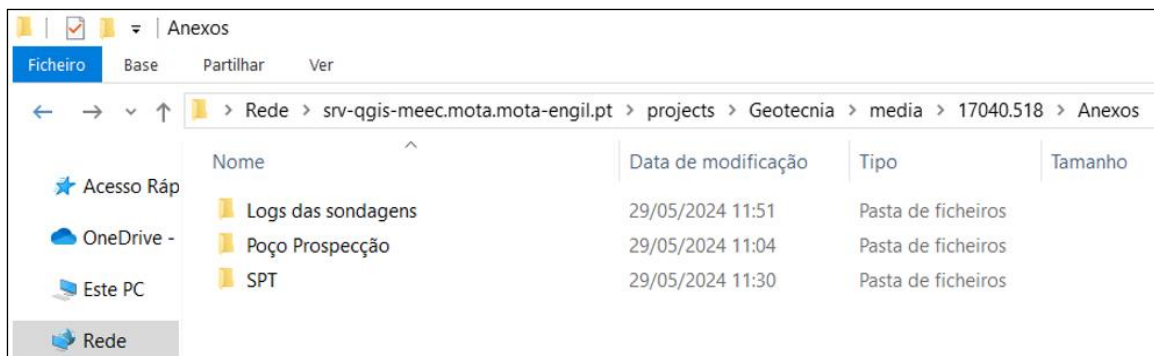 Anexos
Ficheiro Base Partilhar Ver
Rede > srv-qgis-meec.mota.mota-engil.pt > projects > Geotecnia > media > 17040.518 > Anexos
Nome Data de modificação Tipo Tamanho
Acesso Ráp
Logs das sondagens 29/05/2024 11:51 Pasta de ficheiros
OneDrive -
Poço Prospecção 29/05/2024 11:04 Pasta de ficheiros
Este PC
SPT 29/05/2024 11:30 Pasta de ficheiros
Rede